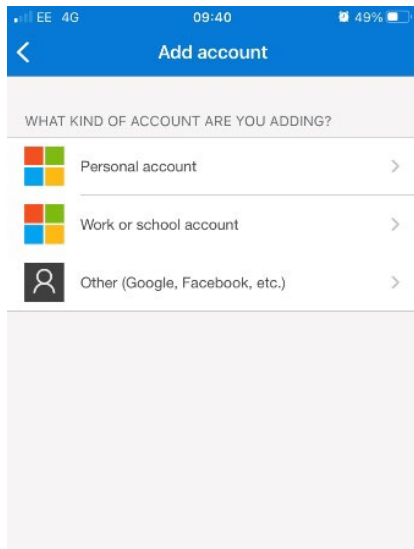 EE 4G 09:40 49%
Add account
WHAT KIND OF ACCOUNT ARE YOU ADDING?
Personal account
Work or school account
Other (Google, Facebook, etc.)